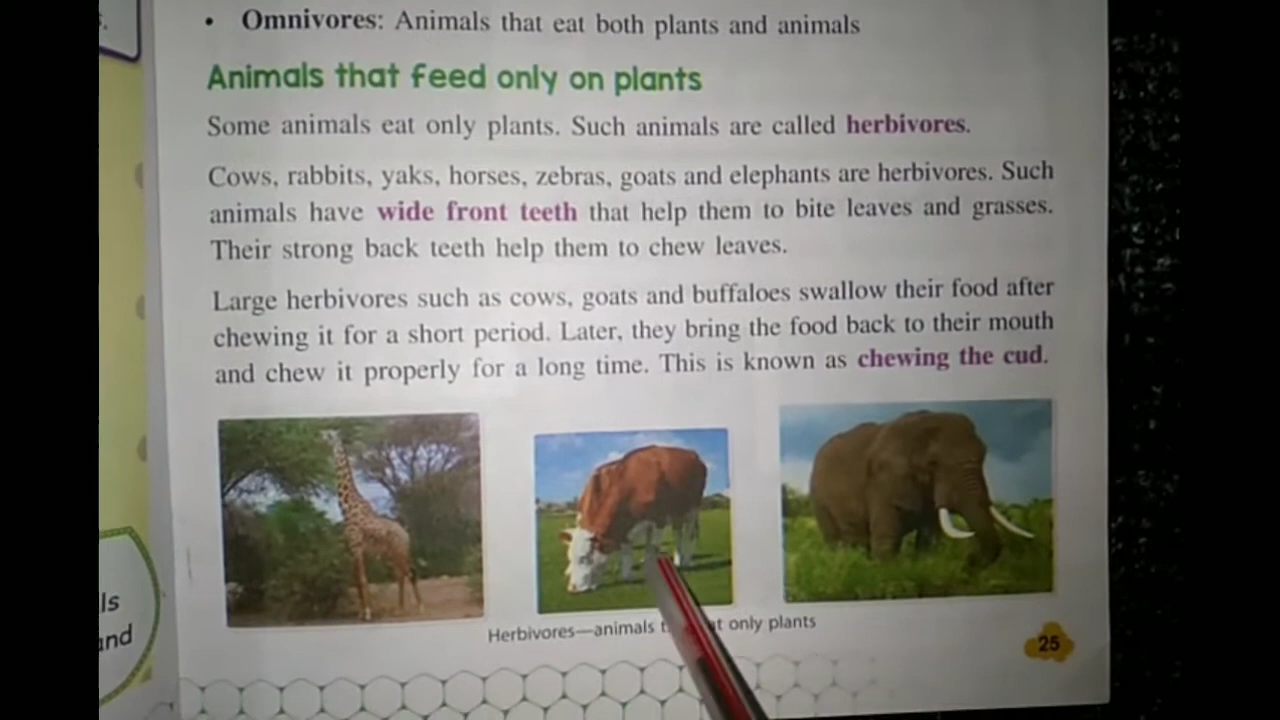 • Omnivores: Animals that eat both plants and animals
Animals that feed only on plants
Some animals eat only plants. Such animals are called herbivores.
Cows, rabbits, yaks, horses, zebras, goats and elephants are herbivores. Such
animals have wide front teeth that help them to bite leaves and grasses.
Their strong back teeth help them to chew leaves.
Large herbivores such as cows, goats and buffaloes swallow their food after
chewing it for a short period. Later, they bring the food back to their mouth
and chew it properly for a long time. This is known as chewing the cud.
Herbivores—animals only plants
25